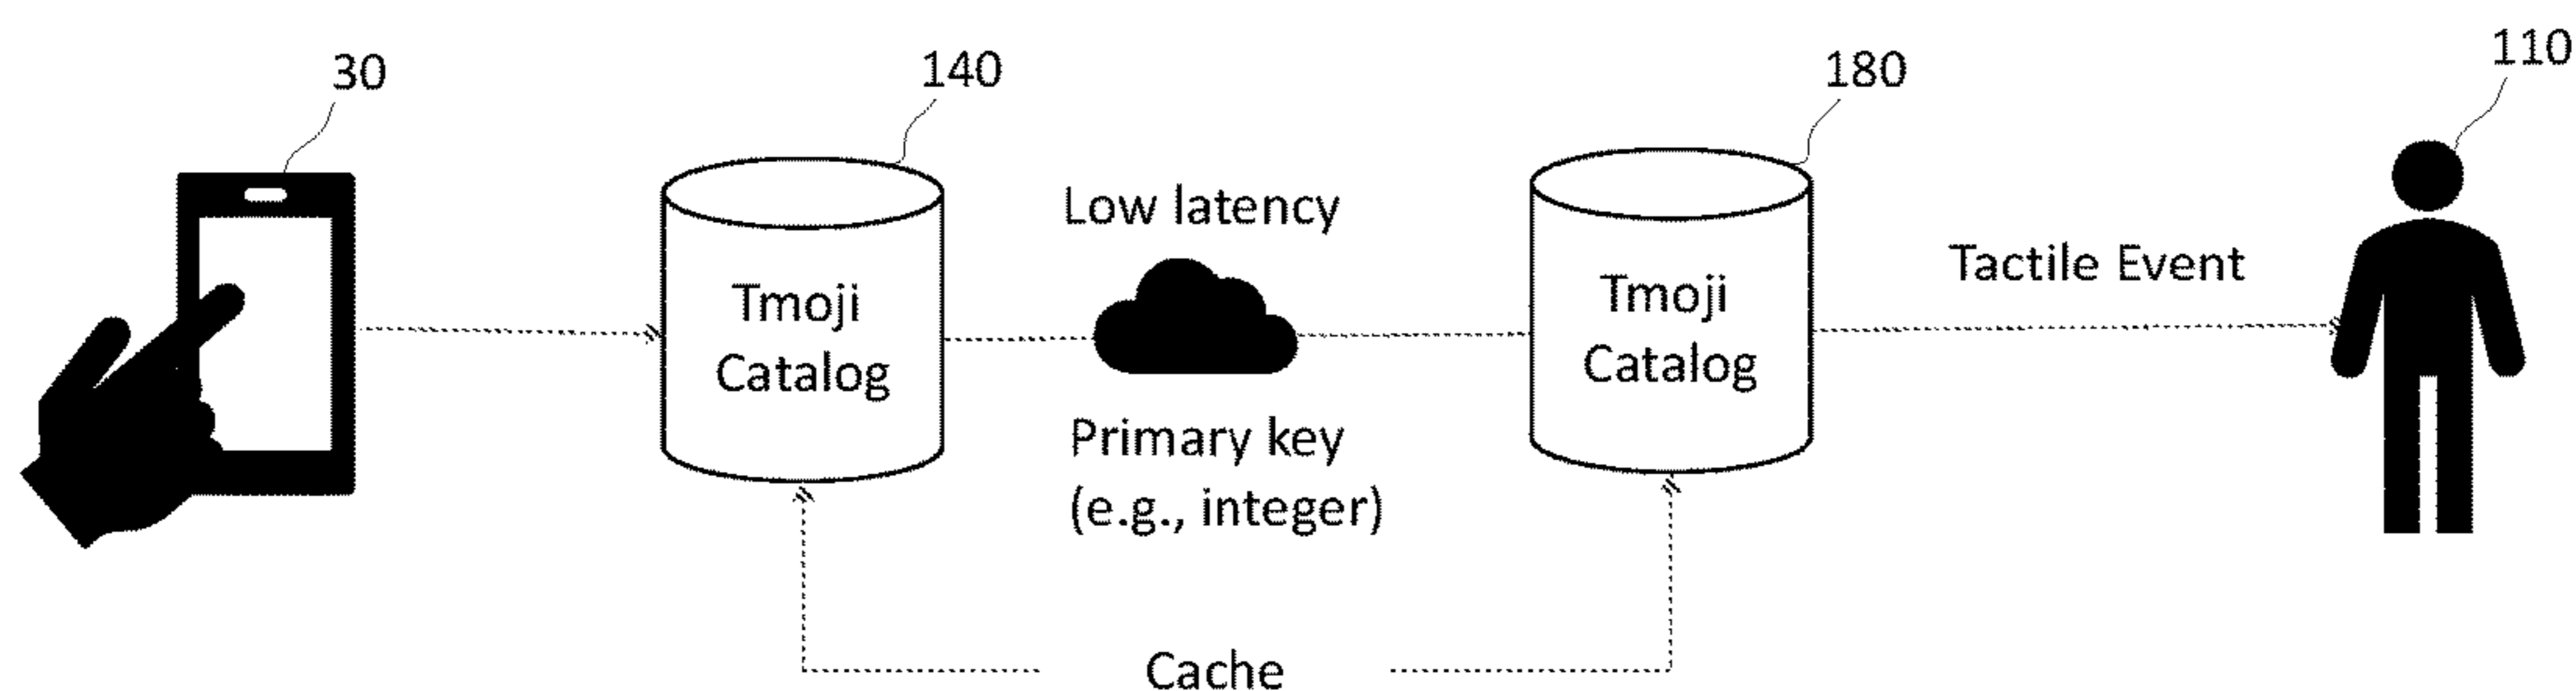 30
140
180
110
Low latency
Tmoji
Catalog
Primary key
(e.g., integer)
Tmoji
Catalog
Tactile Event
Cache